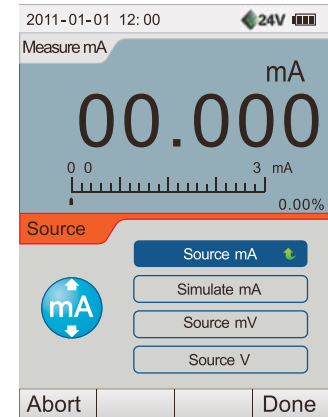 2011-01-01 12:00 24V
Measure mA
mA
00.000
0 0 3 mA
0.00%
Source
Source mA
mA
Simulate mA
Source mV
Source V
Abort Done